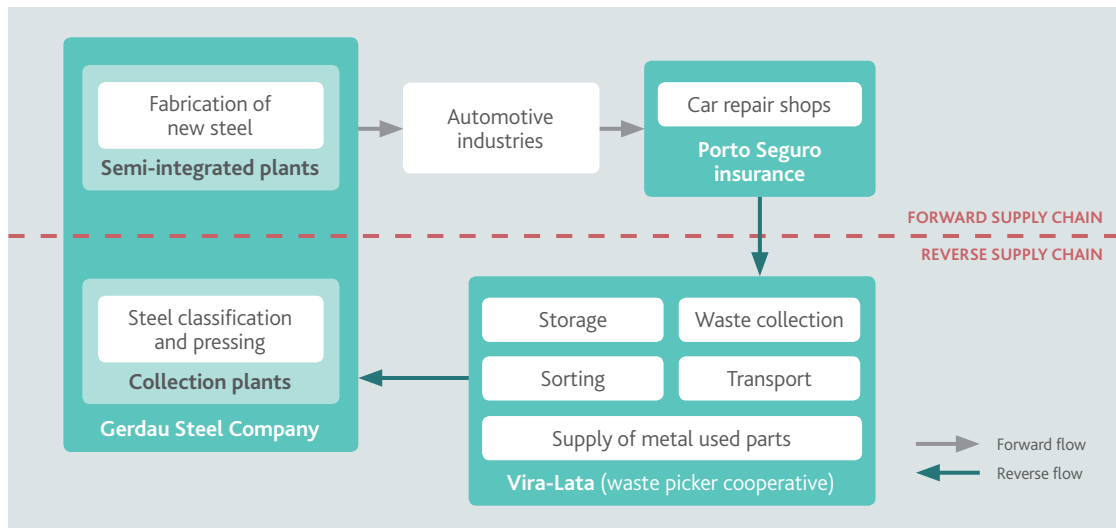 Fabrication of
new steel
Semi-integrated plants
Automotive
industries
Car repair shops
Porto Seguro
insurance
FORWARD SUPPLY CHAIN
REVERSE SUPPLY CHAIN
Steel classification
and pressing
Collection plants
Gerdau Steel Company
Storage
Waste collection
Sorting
Transport
Supply of metal used parts
Vira-Lata (waste picker cooperative)
Forward flow
Reverse flow